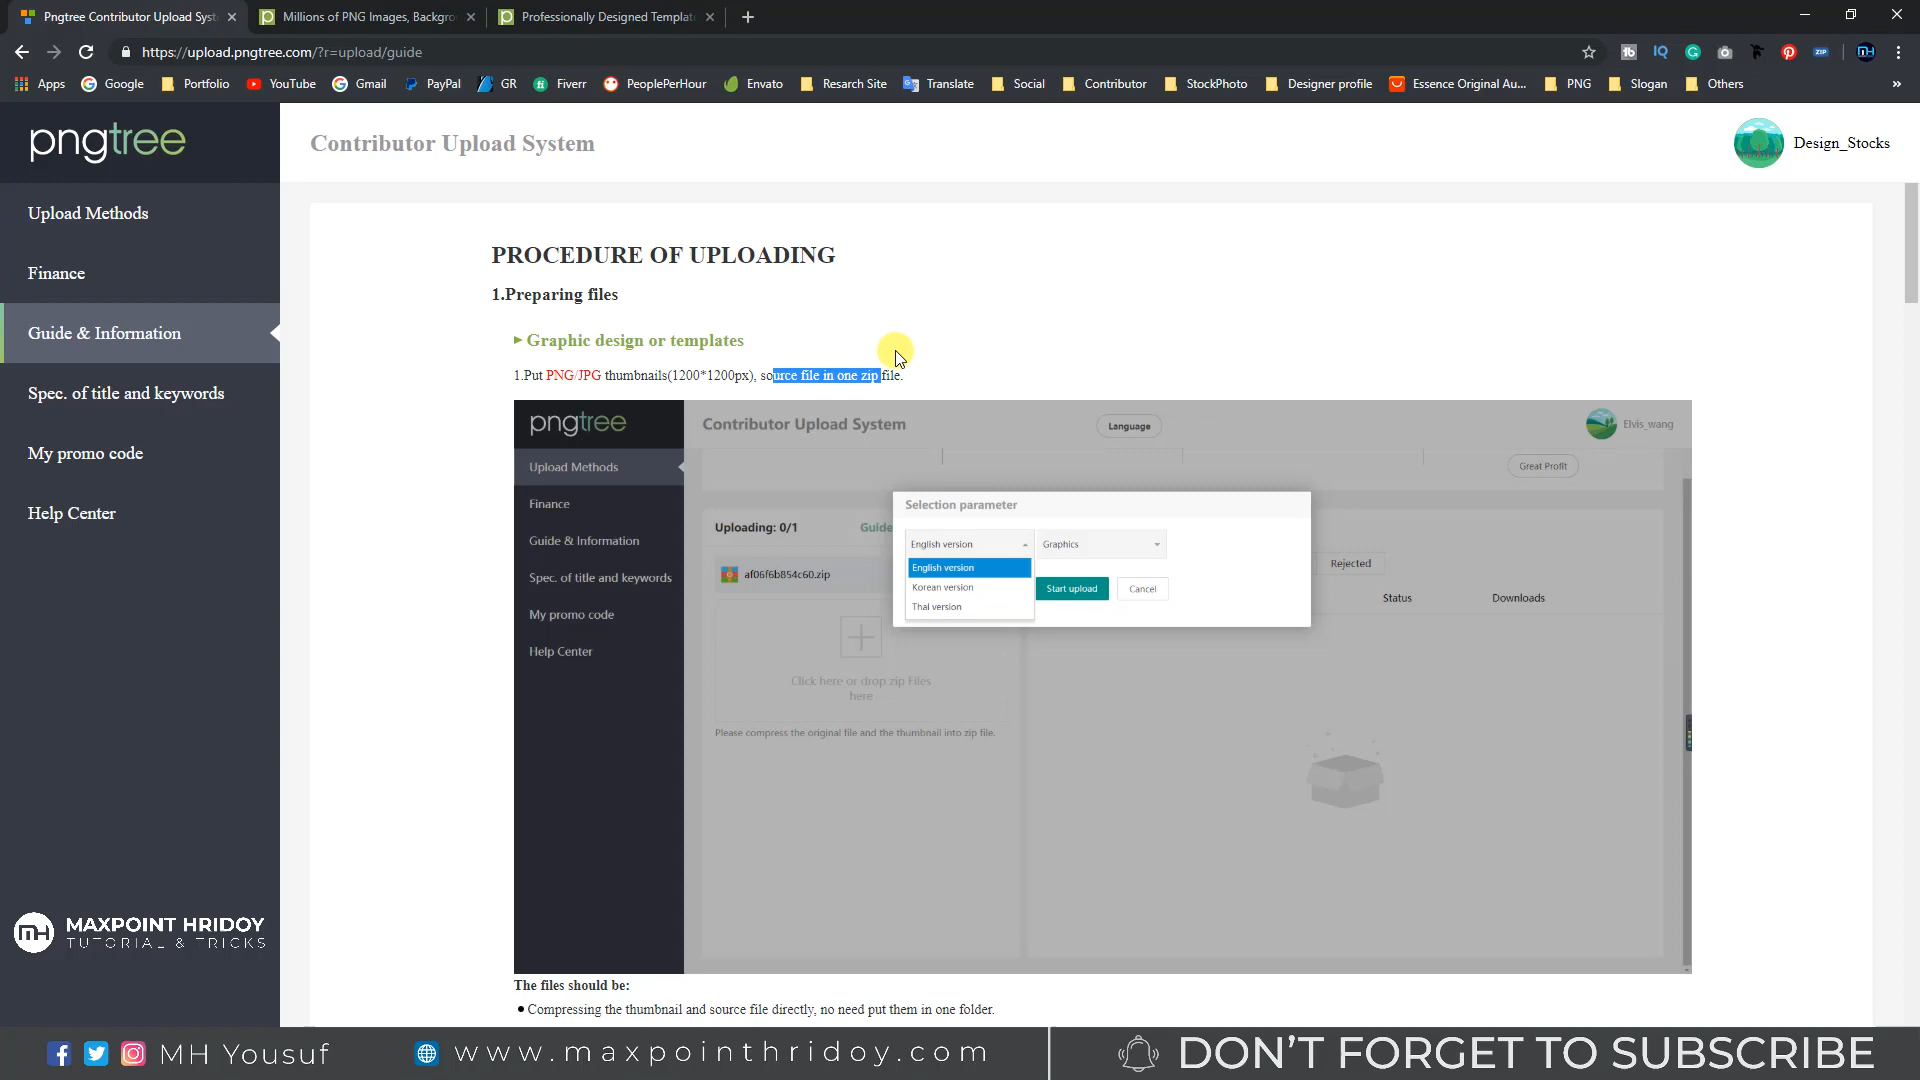 Pngtree Contributor Upload Syst
Millions of PNG Images, Backgro
Professionally Designed Templat
https://upload.pngtree.com/?r=upload/guide
Apps Google Portfolio YouTube Gmail PayPal GR Fiverr PeoplePerHour Envato Resarch Site Translate Social Contributor StockPhoto Designer profile Essence Original Au... PNG Slogan Others »
pngtree
Contributor Upload System
Design_Stocks
Upload Methods
Finance
Guide & Information
Spec. of title and keywords
My promo code
Help Center
PROCEDURE OF UPLOADING
1.Preparing files
Graphic design or templates
1.Put PNG/JPG thumbnails(1200*1200px), source file in one zip file.
pngtree
Contributor Upload System
Language
Elvis_wang
Upload Methods
Finance
Guide & Information
Spec. of title and keywords
My promo code
Help Center
Great Profit
Uploading: 0/1
Guide
af06f6b854c60.zip
Click here or drop zip Files
here
Please compress the original file and the thumbnail into zip file.
Selection parameter
English version
Graphics
English version
Korean version
Thai version
Start upload
Cancel
Rejected
Status
Downloads
The files should be:
● Compressing the thumbnail and source file directly, no need put them in one folder.
MH
MAXPOINT HRIDOY
TUTORIAL & TRICKS
MH Yousuf
www.maxpointhridoy.com
DON'T FORGET TO SUBSCRIBE